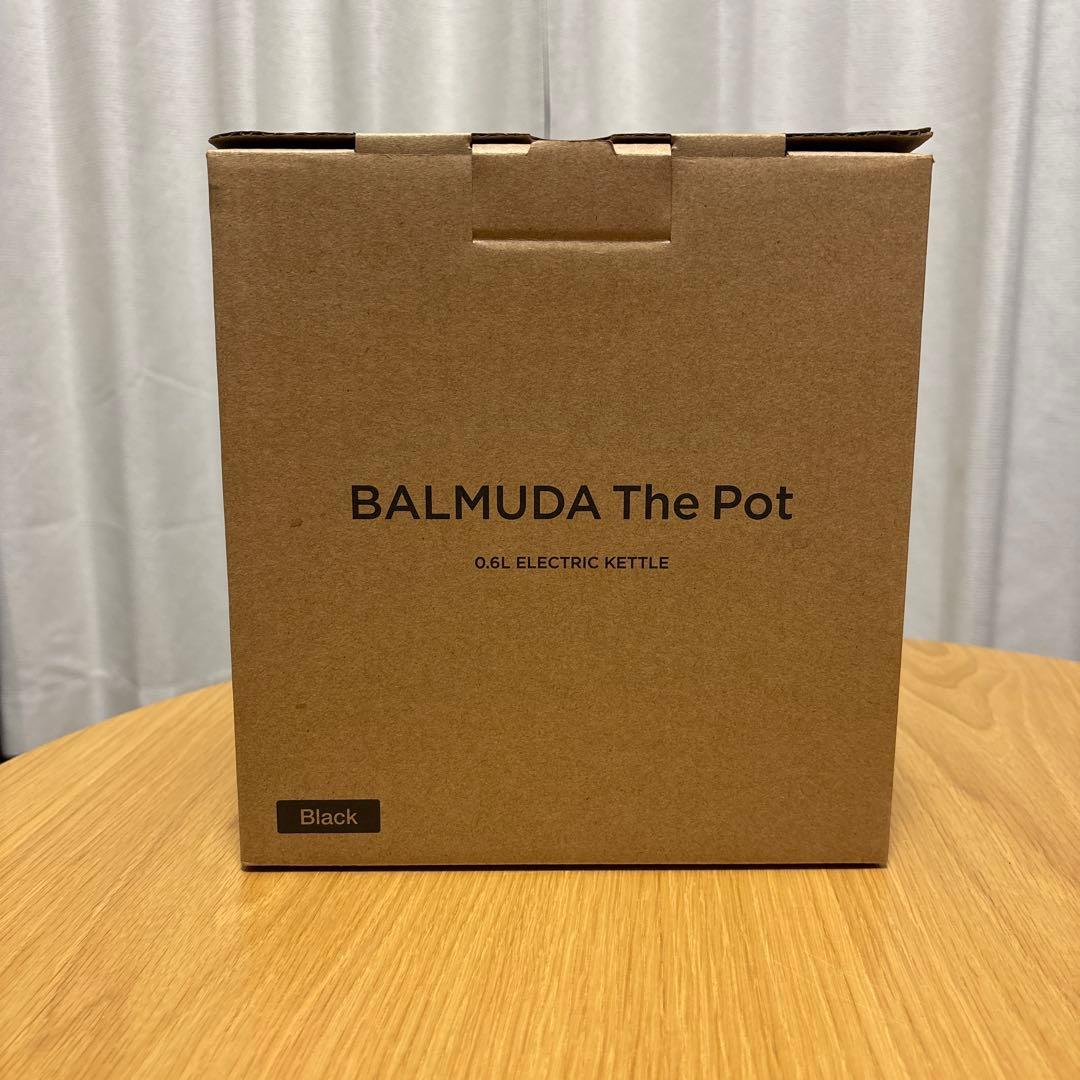 BALMUDA The Pot
0.6L ELECTRIC KETTLE
Black